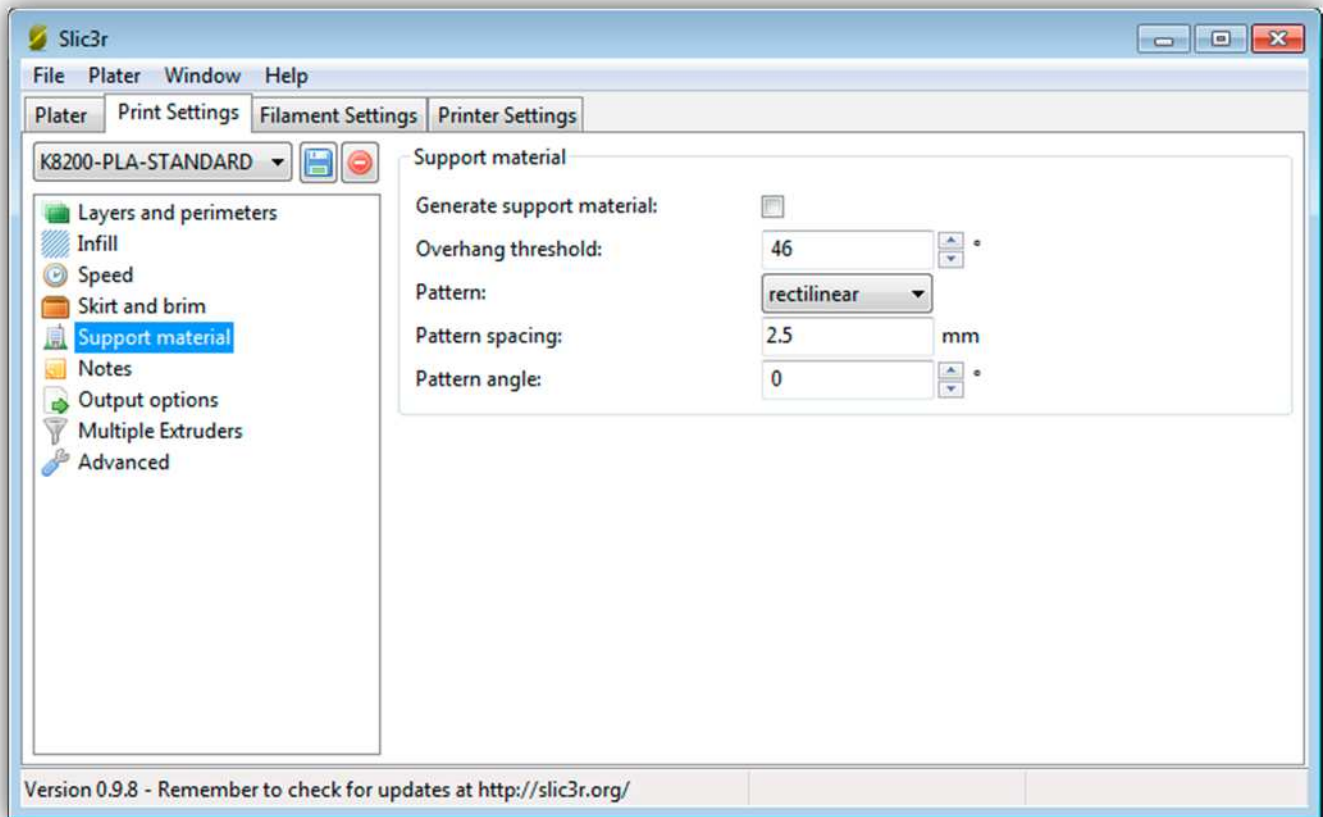 Slic3r
File Plater Window Help
Plater Print Settings Filament Settings Printer Settings
K8200-PLA-STANDARD
Layers and perimeters
Infill
Speed
Skirt and brim
Support material
Notes
Output options
Multiple Extruders
Advanced
Support material
Generate support material:
Overhang threshold: 46 °
Pattern: rectilinear
Pattern spacing: 2.5 mm
Pattern angle: 0 °
Version 0.9.8 - Remember to check for updates at http://slic3r.org/